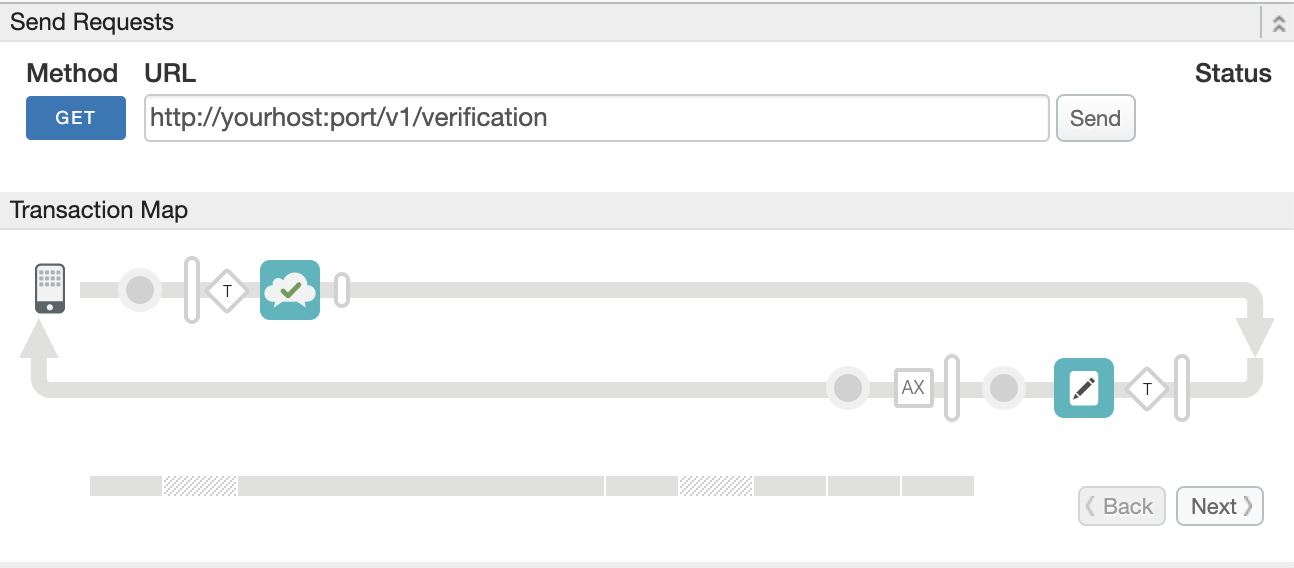 Send Requests
Method URL Status
GET http://yourhost:port/v1/verification Send
Transaction Map
T
AX T
Back Next